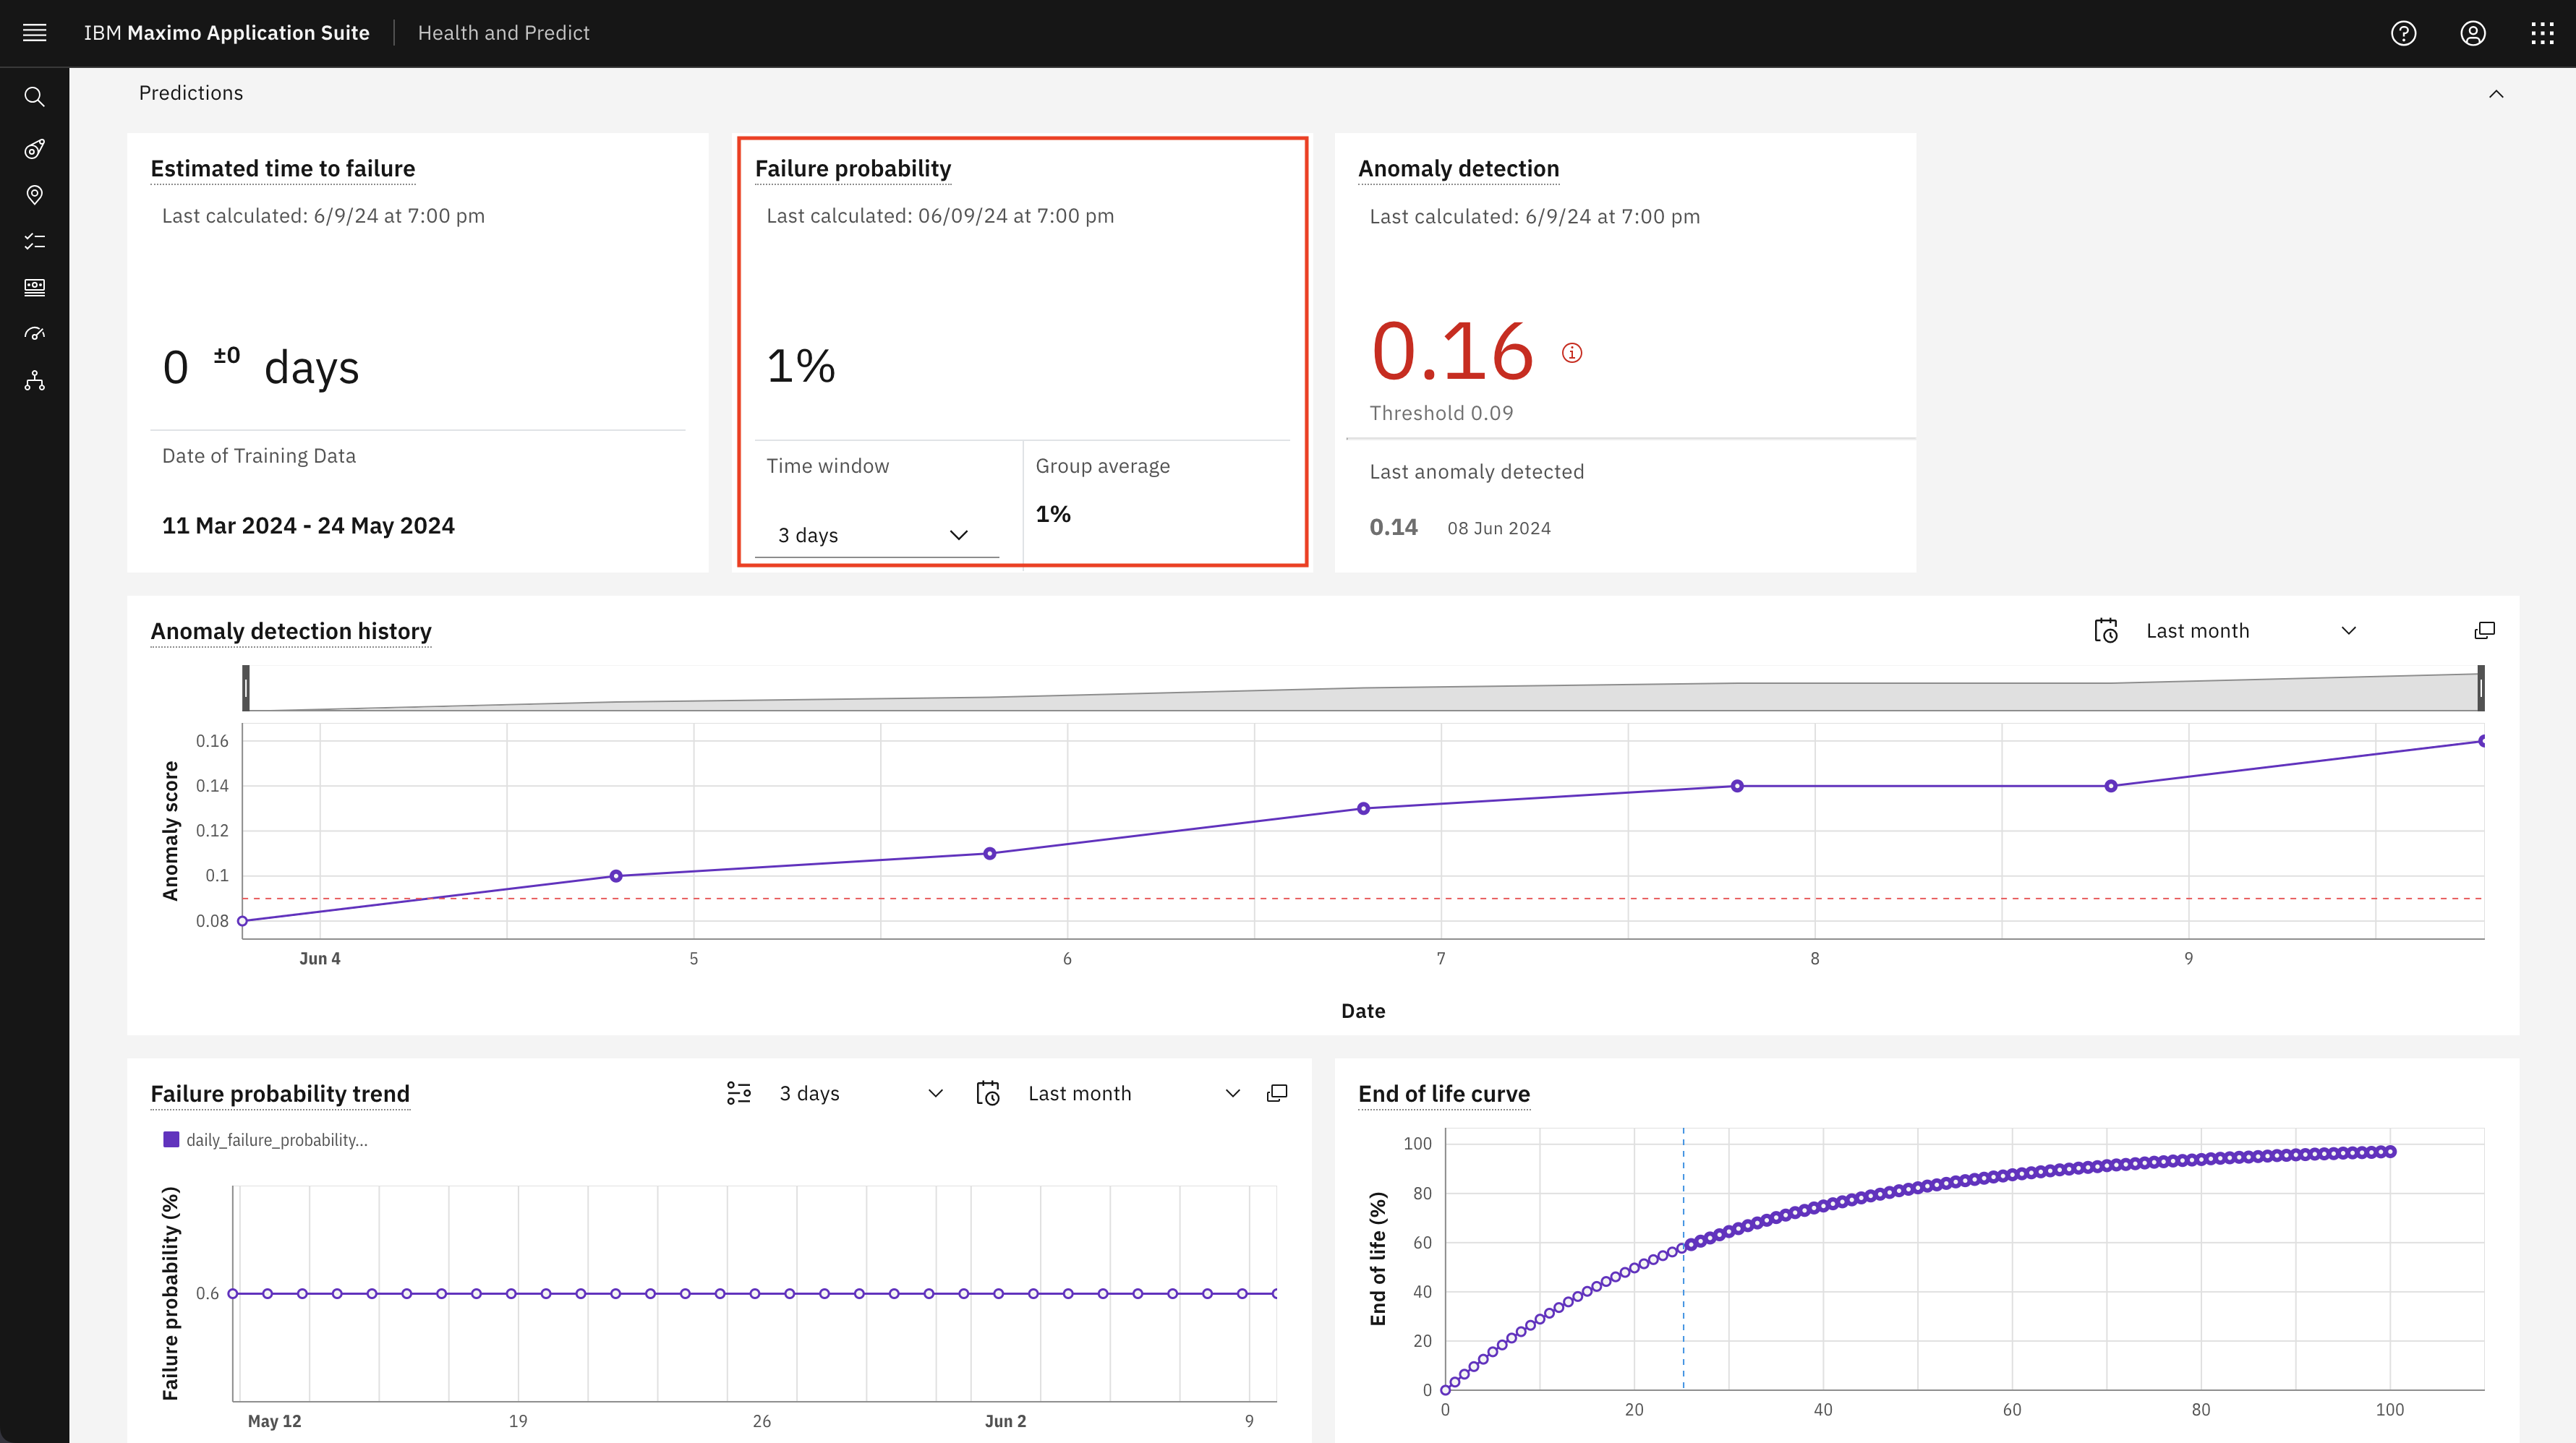 IBM Maximo Application Suite | Health and Predict
Predictions
Estimated time to failure
Last calculated: 6/9/24 at 7:00 pm
0 ±0 days
Date of Training Data
11 Mar 2024 - 24 May 2024
Failure probability
Last calculated: 06/09/24 at 7:00 pm
1%
Time window
3 days
Group average
1%
Anomaly detection
Last calculated: 6/9/24 at 7:00 pm
0.16
Threshold 0.09
Last anomaly detected
0.14 08 Jun 2024
Anomaly detection history
Last month
Anomaly score
0.16
0.14
0.12
0.1
0.08
Jun 4 5 6 7 8 9
Date
Failure probability trend
3 days
Last month
daily_failure_probability...
Failure probability (%)
0.6
May 12 19 26 Jun 2 9
End of life curve
End of life (%)
100
80
60
40
20
0
0 20 40 60 80 100